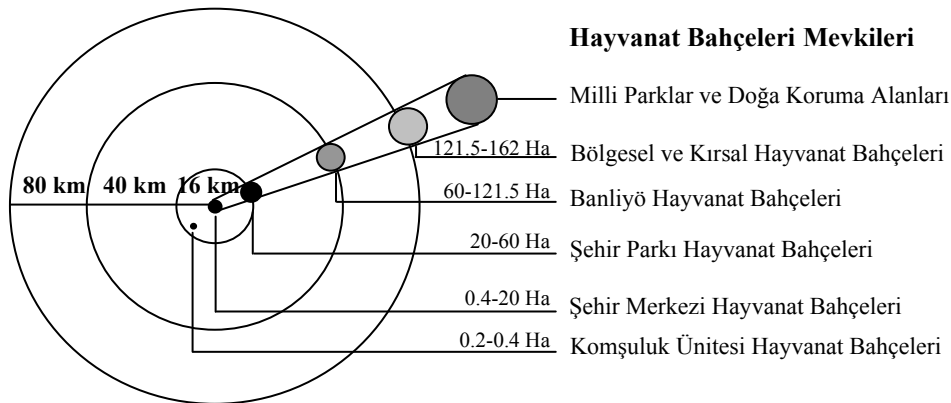 Hayvanat Bahçeleri Mevkileri
Milli Parklar ve Doğa Koruma Alanları
121.5-162 Ha Bölgesel ve Kırsal Hayvanat Bahçeleri
80 km 40 km 16 km
60-121.5 Ha Banliyö Hayvanat Bahçeleri
20-60 Ha Şehir Parkı Hayvanat Bahçeleri
0.4-20 Ha Şehir Merkezi Hayvanat Bahçeleri
0.2-0.4 Ha Komşuluk Ünitesi Hayvanat Bahçeleri